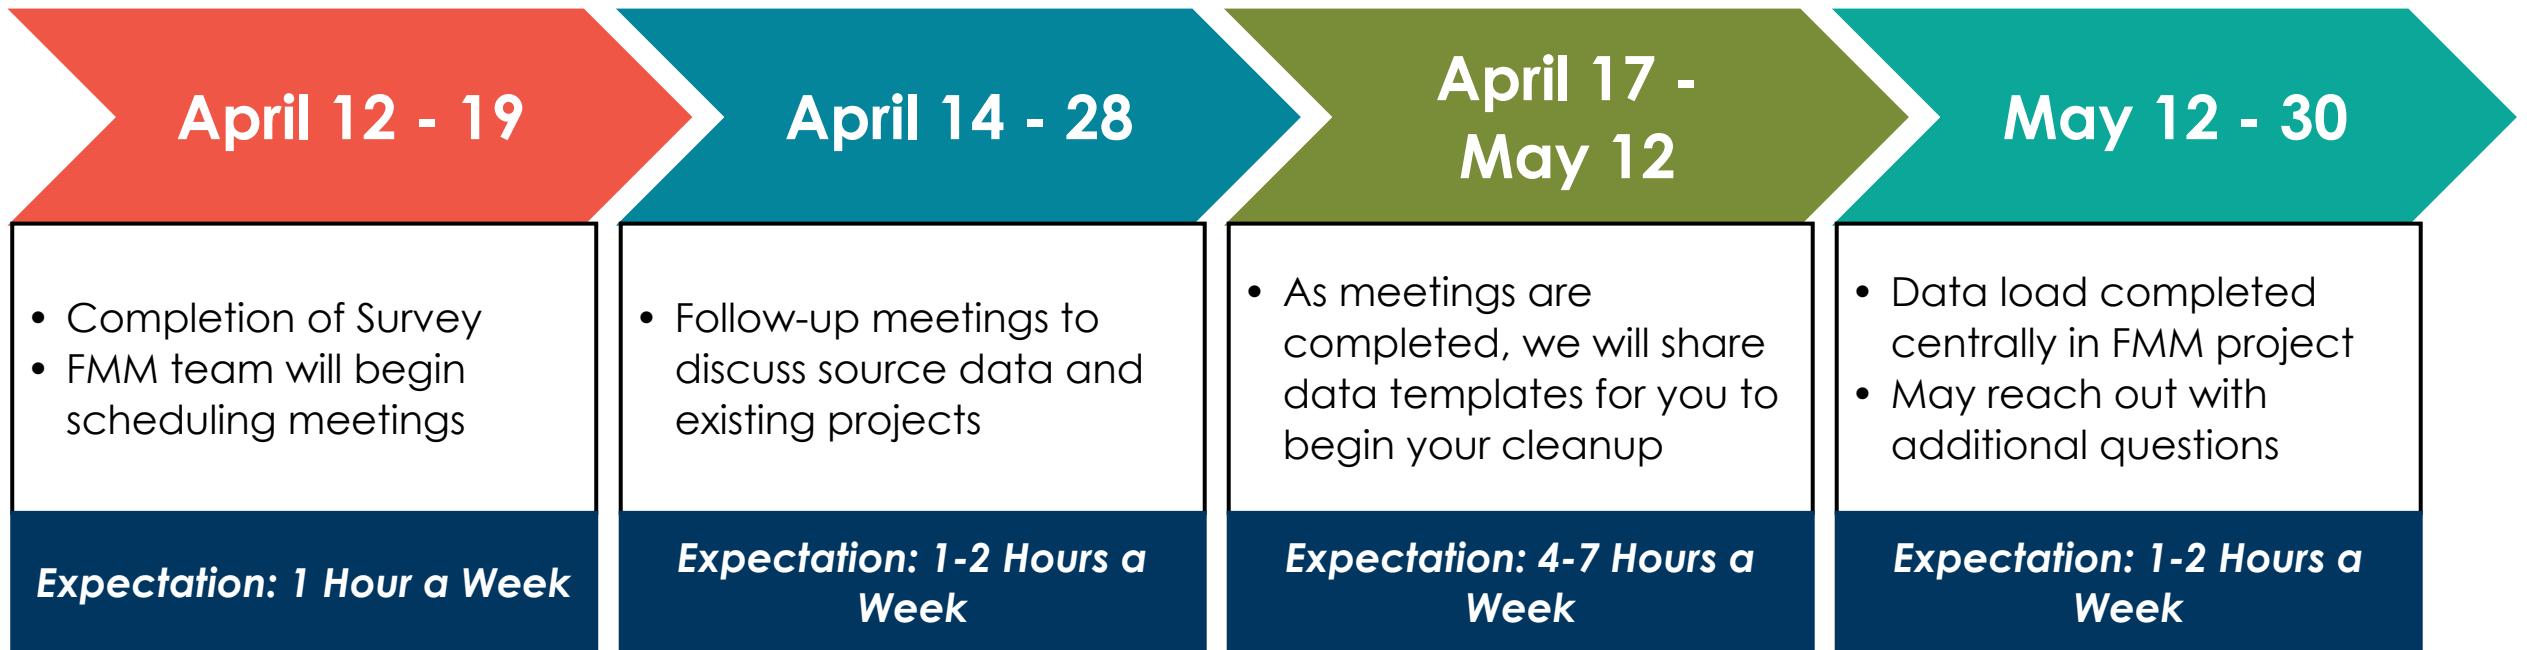 April 12 - 19
April 14 - 28
April 17 -
May 12
May 12 - 30
• Completion of Survey
• FMM team will begin
scheduling meetings
• Follow-up meetings to
discuss source data and
existing projects
• As meetings are
completed, we will share
data templates for you to
begin your cleanup
• Data load completed
centrally in FMM project
• May reach out with
additional questions
Expectation: 1 Hour a Week
Expectation: 1-2 Hours a
Week
Expectation: 4-7 Hours a
Week
Expectation: 1-2 Hours a
Week